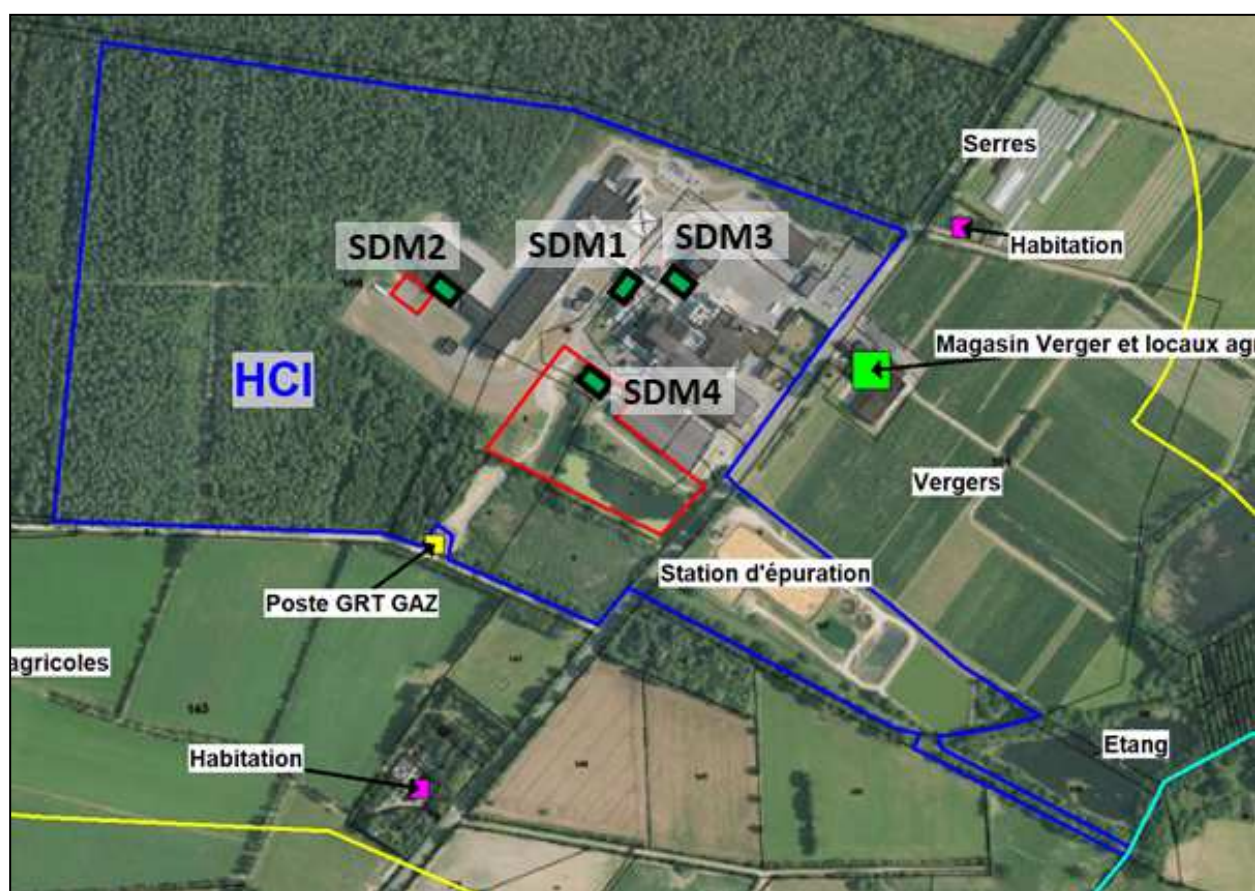 Serres
Habitation
SDM2
SDM1
SDM3
HCI
Magasin Verger et locaux agr
SDM4
Vergers
Station d'épuration
Poste GRT GAZ
agricoles
Habitation
Etang